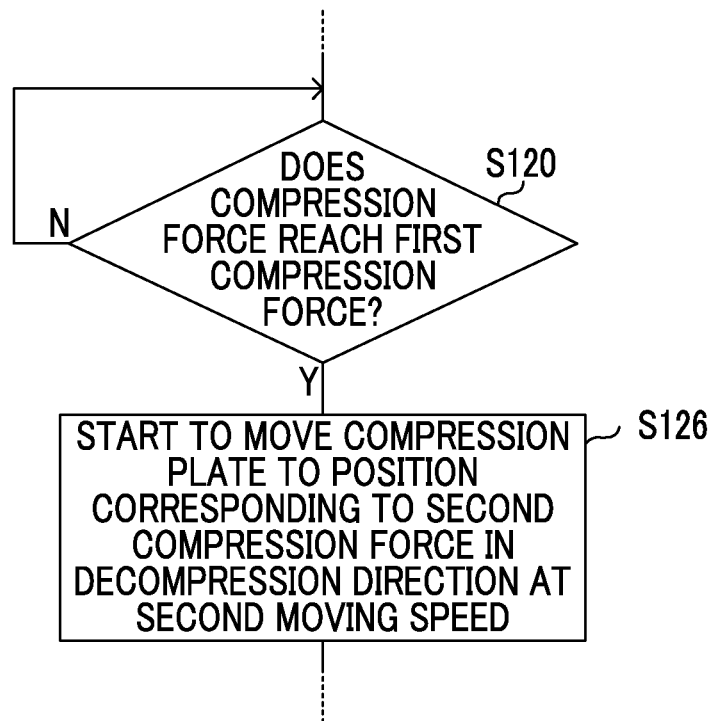 DOES
COMPRESSION
FORCE REACH FIRST
COMPRESSION
FORCE?
S120
N
Y
START TO MOVE COMPRESSION
PLATE TO POSITION
CORRESPONDING TO SECOND
COMPRESSION FORCE IN
DECOMPRESSION DIRECTION AT
SECOND MOVING SPEED
S126